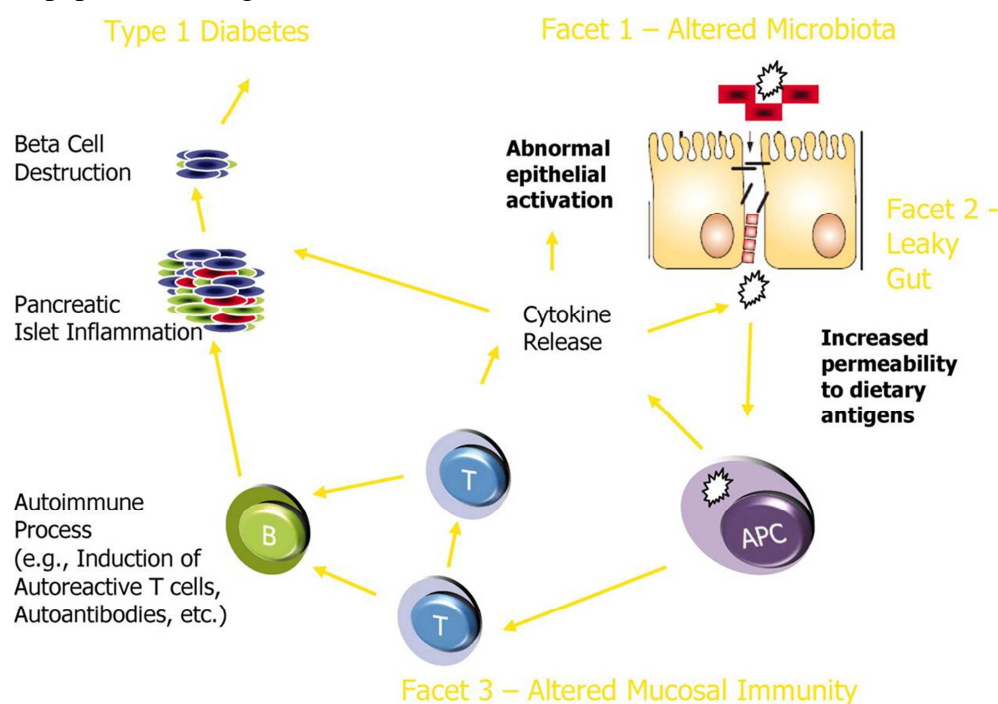 Type 1 Diabetes
Facet 1 – Altered Microbiota
Beta Cell
Destruction
Abnormal
epithelial
activation
Facet 2 -
Leaky
Gut
Pancreatic
Islet Inflammation
Cytokine
Release
Increased
permeability
to dietary
antigens
T
B
APC
Autoimmune
Process
(e.g., Induction of
Autoreactive T cells,
Autoantibodies, etc.)
T
Facet 3 – Altered Mucosal Immunity